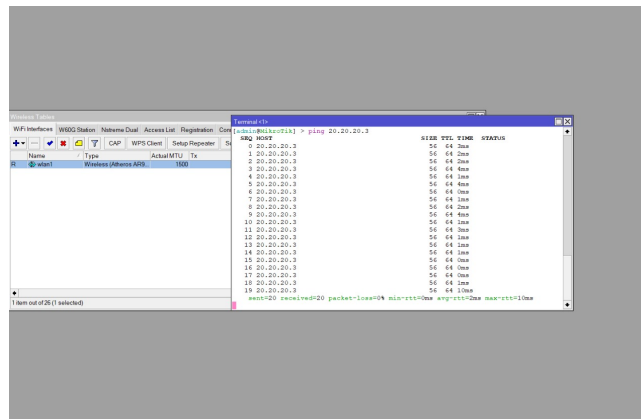 Wireless Tables
WiFi Interfaces W60G Station Nstreme Dual Access List Registration
CAP WPS Client Setup Repeater
Name Type Actual MTU Tx
R wlan1 Wireless (Atheros AR9... 1500
1 item out of 26 (1 selected)
Terminal <1>
[admin@MikroTik] > ping 20.20.20.3
SEQ HOST SIZE TTL TIME STATUS
0 20.20.20.3 56 64 3ms
1 20.20.20.3 56 64 2ms
2 20.20.20.3 56 64 2ms
3 20.20.20.3 56 64 4ms
4 20.20.20.3 56 64 1ms
5 20.20.20.3 56 64 4ms
6 20.20.20.3 56 64 0ms
7 20.20.20.3 56 64 1ms
8 20.20.20.3 56 64 2ms
9 20.20.20.3 56 64 4ms
10 20.20.20.3 56 64 1ms
11 20.20.20.3 56 64 3ms
12 20.20.20.3 56 64 1ms
13 20.20.20.3 56 64 1ms
14 20.20.20.3 56 64 1ms
15 20.20.20.3 56 64 0ms
16 20.20.20.3 56 64 0ms
17 20.20.20.3 56 64 0ms
18 20.20.20.3 56 64 1ms
19 20.20.20.3 56 64 10ms
sent=20 received=20 packet-loss=0% min-rtt=0ms avg-rtt=2ms max-rtt=10ms